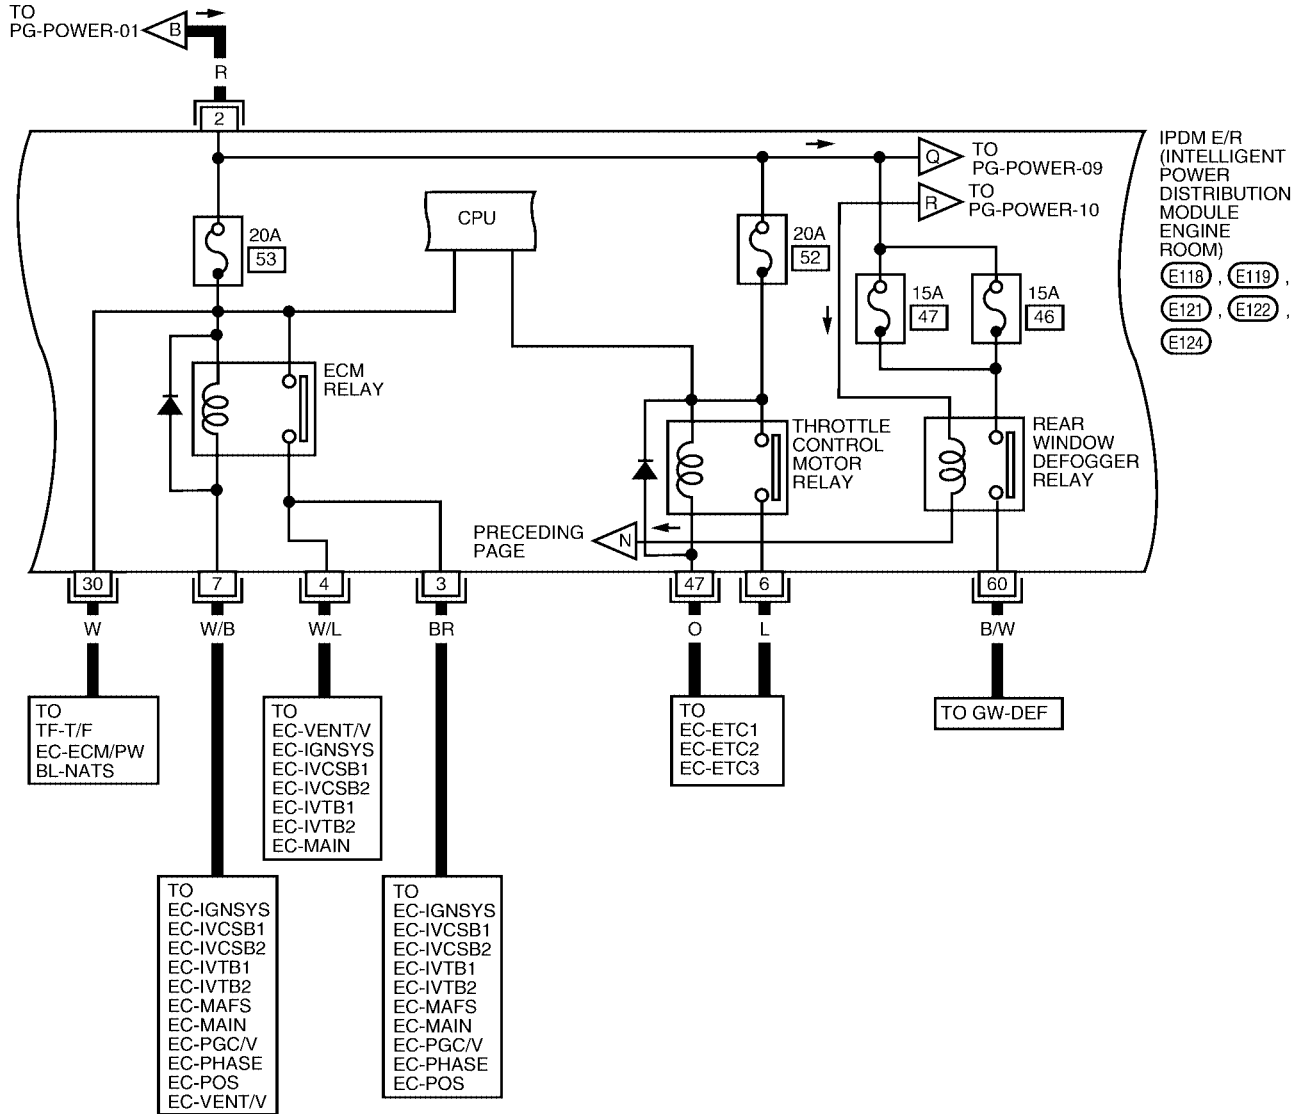 TO
PG-POWER-01
B
R
2
IPDM E/R
(INTELLIGENT
POWER
DISTRIBUTION
MODULE
ENGINE
ROOM)
E118 , E119 ,
E121 , E122 ,
E124
Q
TO
PG-POWER-09
R
TO
PG-POWER-10
CPU
20A
53
20A
52
15A
47
15A
46
ECM
RELAY
THROTTLE
CONTROL
MOTOR
RELAY
REAR
WINDOW
DEFOGGER
RELAY
PRECEDING
PAGE
N
30
7
4
3
47
6
60
W
W/B
W/L
BR
O
L
B/W
TO
TF-T/F
EC-ECM/PW
BL-NATS
TO
EC-VENT/V
EC-IGNSYS
EC-IVCSB1
EC-IVCSB2
EC-IVTB1
EC-IVTB2
EC-MAIN
TO
EC-ETC1
EC-ETC2
EC-ETC3
TO GW-DEF
TO
EC-IGNSYS
EC-IVCSB1
EC-IVCSB2
EC-IVTB1
EC-IVTB2
EC-MAFS
EC-MAIN
EC-PGC/V
EC-PHASE
EC-POS
EC-VENT/V
TO
EC-IGNSYS
EC-IVCSB1
EC-IVCSB2
EC-IVTB1
EC-IVTB2
EC-MAFS
EC-MAIN
EC-PGC/V
EC-PHASE
EC-POS